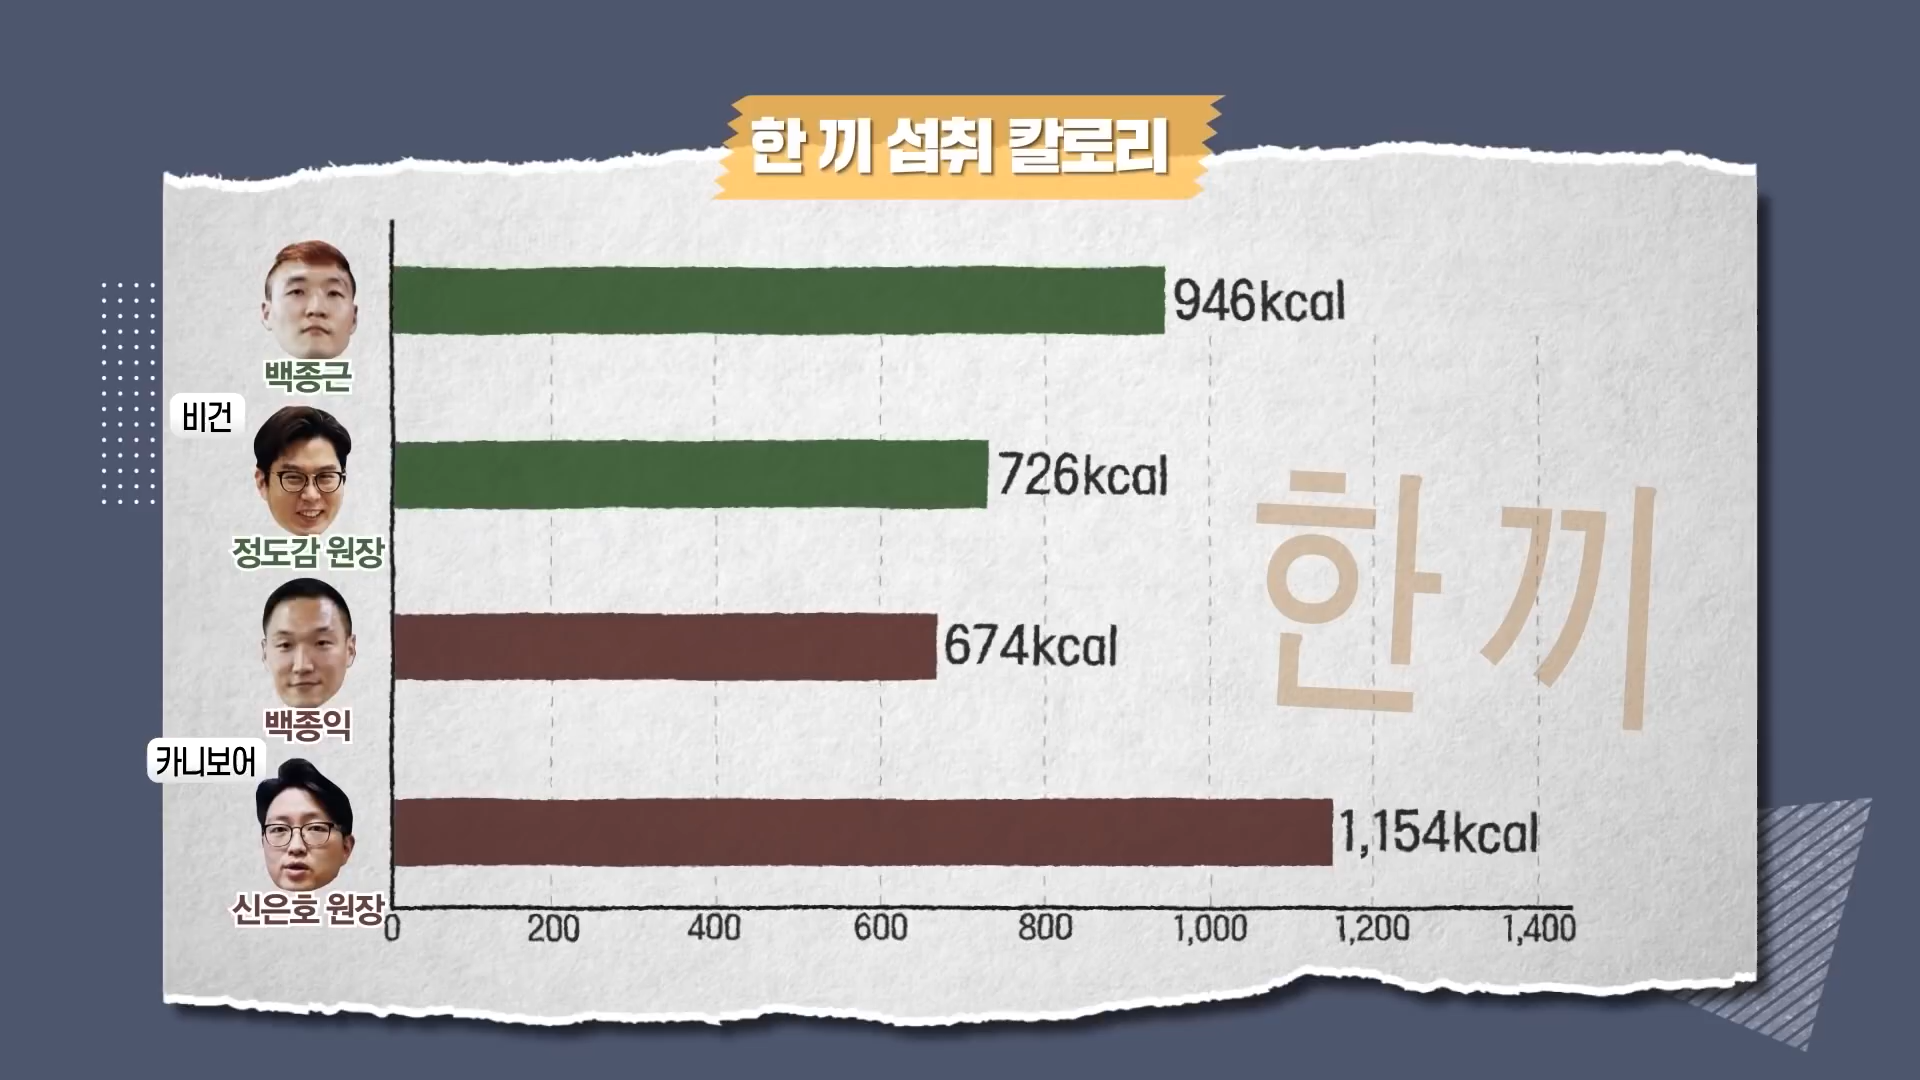 한 끼 섭취 칼로리
946kcal
백종근
비건
726kcal
정도감 원장
한 끼
674kcal
백종익
카니보어
1,154kcal
신은호 원장
0 200 400 600 800 1,000 1,200 1,400